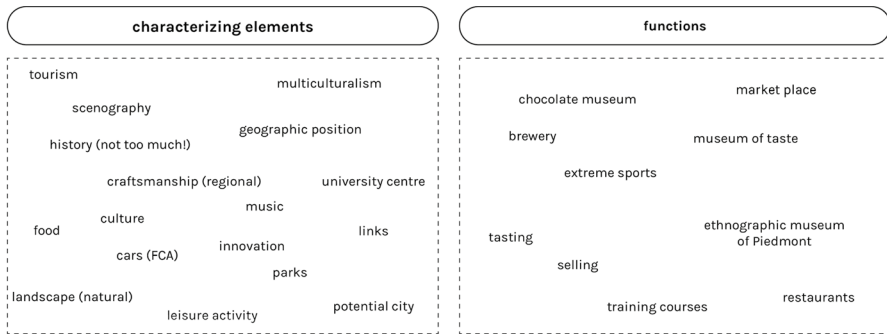 characterizing elements
tourism
multiculturalism
scenography
geographic position
history (not too much!)
craftsmanship (regional)
university centre
music
culture
food
links
innovation
cars (FCA)
parks
landscape (natural)
potential city
leisure activity
functions
market place
chocolate museum
brewery
museum of taste
extreme sports
ethnographic museum
of Piedmont
tasting
selling
restaurants
training courses